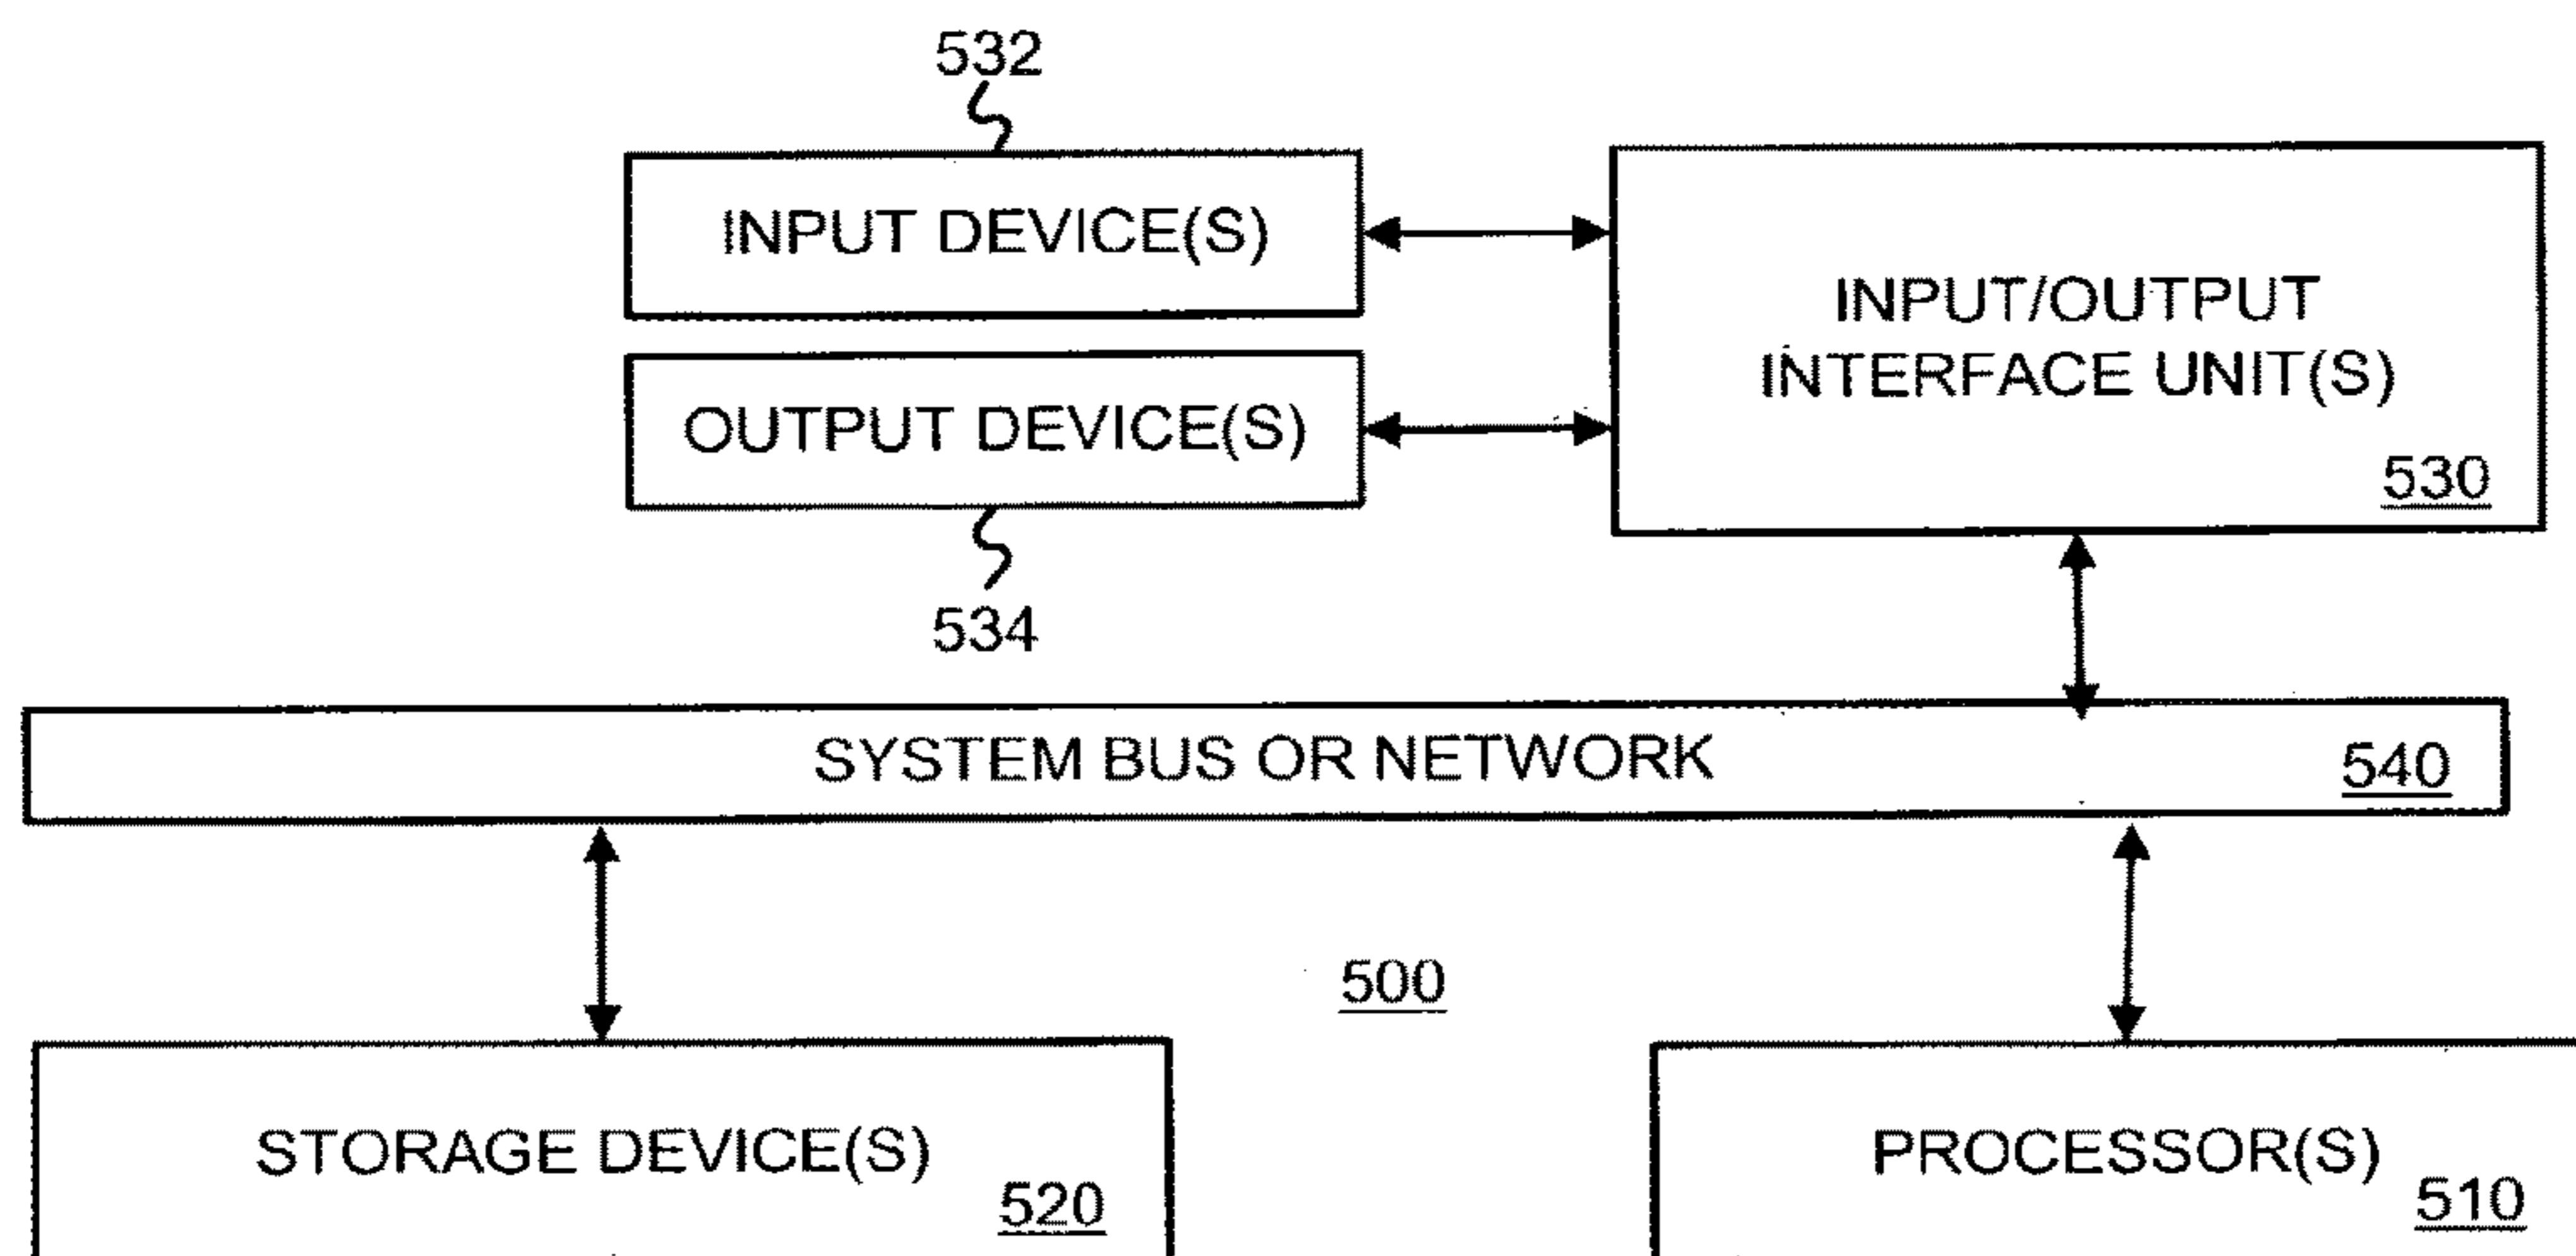 532
INPUT DEVICE(S)
INPUT/OUTPUT
INTERFACE UNIT(S)
530
OUTPUT DEVICE(S)
534
SYSTEM BUS OR NETWORK
540
500
STORAGE DEVICE(S)
520
PROCESSOR(S)
510